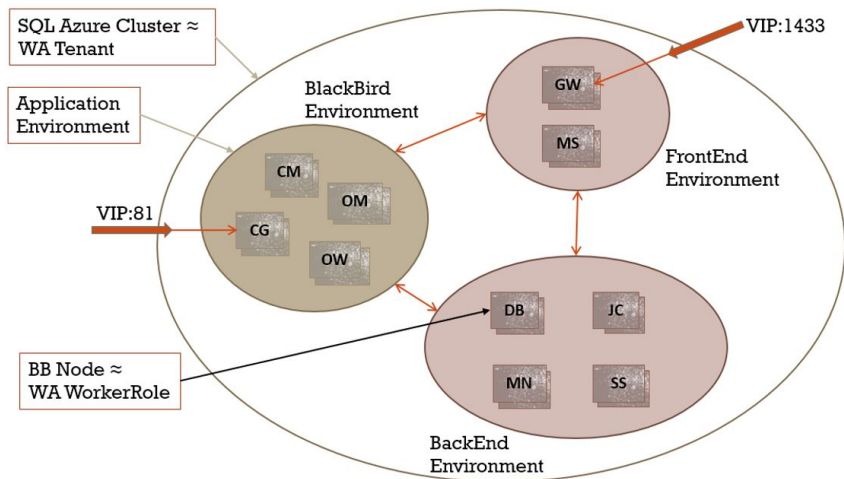 SQL Azure Cluster ≈
WA Tenant
VIP:1433
Application
Environment
BlackBird
Environment
GW
MS
FrontEnd
Environment
CM
OM
VIP:81
CG
OW
DB
JC
BB Node ≈
WA WorkerRole
MN
SS
BackEnd
Environment